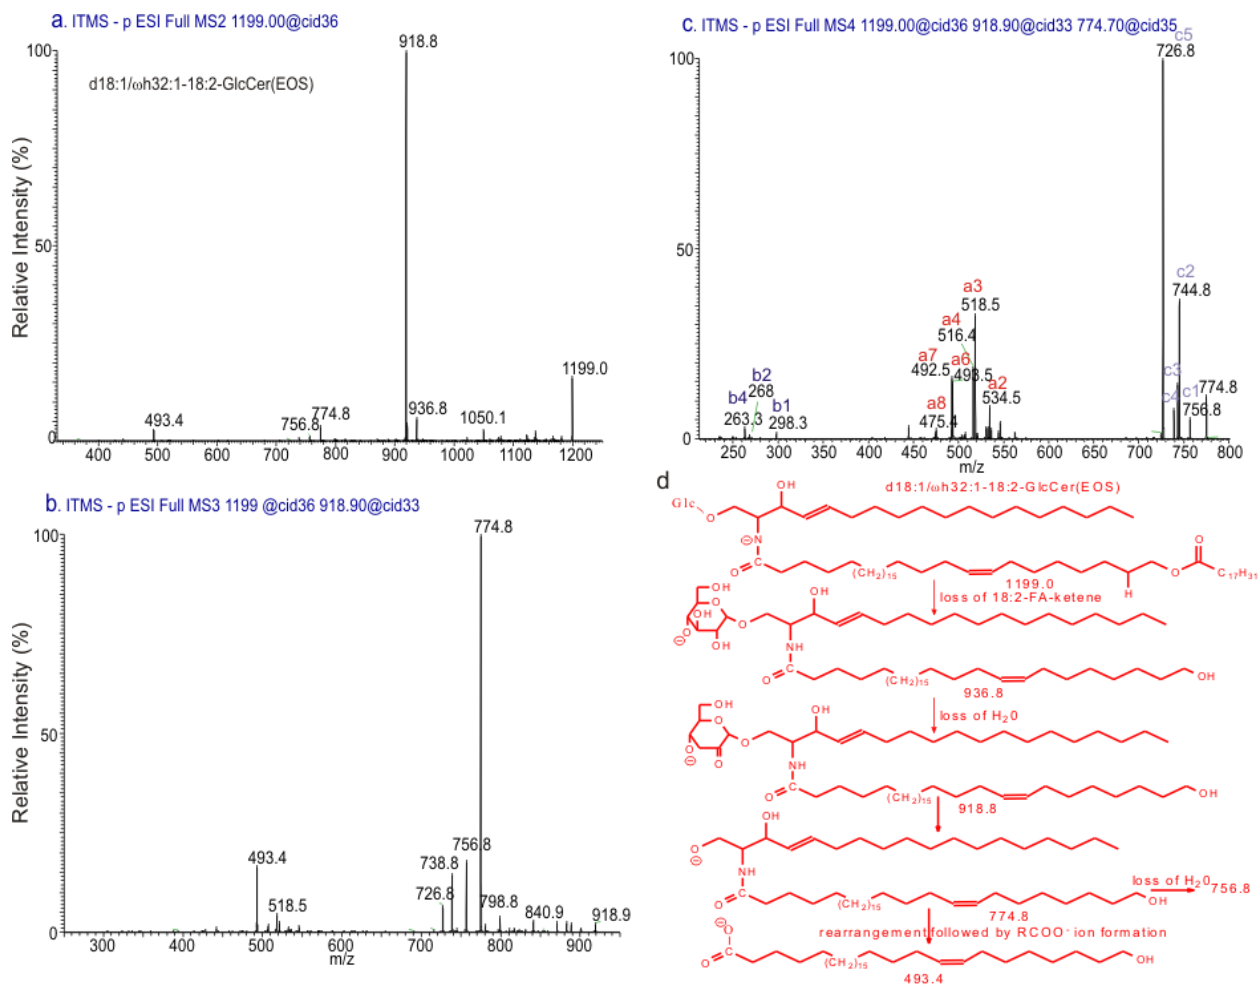 a. ITMS - p ESI Full MS2 1199.00@cid36
918.8
100
d18:1/ωh32:1-18:2-GlcCer(EOS)
Relative Intensity (%)
50
1199.0
493.4
756.8
774.8
936.8
1050.1
0
400 500 600 700 800 900 1000 1100 1200
c. ITMS - p ESI Full MS4 1199.00@cid36 918.90@cid33 774.70@cid35
c5
726.8
100
50
a3
518.5
c2
744.8
a4
516.4
a7
492.5
a6
493.5
a2
534.5
b2
268
b4
263.3
b1
298.3
a8
475.4
c3
c4
c1
756.8
774.8
0
250 300 350 400 450 500 550 600 650 700 750 800
m/z
b. ITMS - p ESI Full MS3 1199 @cid36 918.90@cid33
774.8
100
Relative Intensity (%)
50
493.4
518.5
756.8
738.8
726.8
798.8
840.9
918.9
0
300 400 500 600 700 800 900
m/z
d
d18:1/ωh32:1-18:2-GlcCer(EOS)
OH
Glc
O
⊖N
O
C
(CH₂)₁₅
H
O
O
C₁₇H₃₁
1199.0
loss of 18:2-FA-ketene
OH
O
OH
O
⊖
OH
O
OH
NH
O
C
(CH₂)₁₅
OH
936.8
loss of H₂0
OH
O
O
⊖
O
O
OH
NH
O
C
(CH₂)₁₅
OH
918.8
OH
O
⊖
NH
O
C
(CH₂)₁₅
OH
loss of H₂0
756.8
774.8
rearrangement followed by RCOO⁻ ion formation
⊖
O
O
C
(CH₂)₁₅
OH
493.4